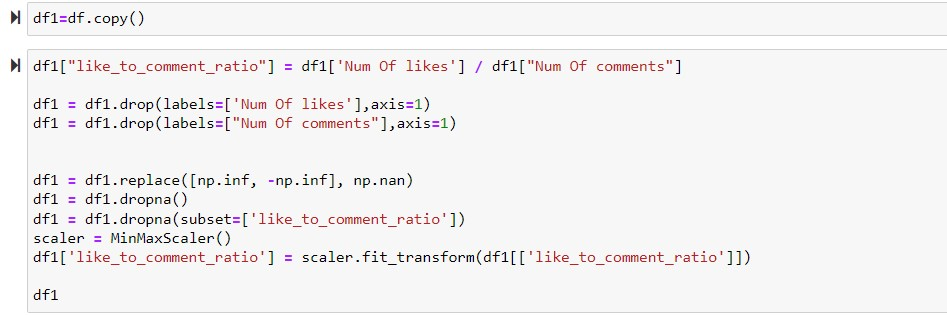 df1=df.copy()
df1["like_to_comment_ratio"] = df1['Num Of likes'] / df1["Num Of comments"]
df1 = df1.drop(labels=['Num Of likes'],axis=1)
df1 = df1.drop(labels=["Num Of comments"],axis=1)
df1 = df1.replace([np.inf, -np.inf], np.nan)
df1 = df1.dropna()
df1 = df1.dropna(subset=['like_to_comment_ratio'])
scaler = MinMaxScaler()
df1['like_to_comment_ratio'] = scaler.fit_transform(df1[['like_to_comment_ratio']])
df1